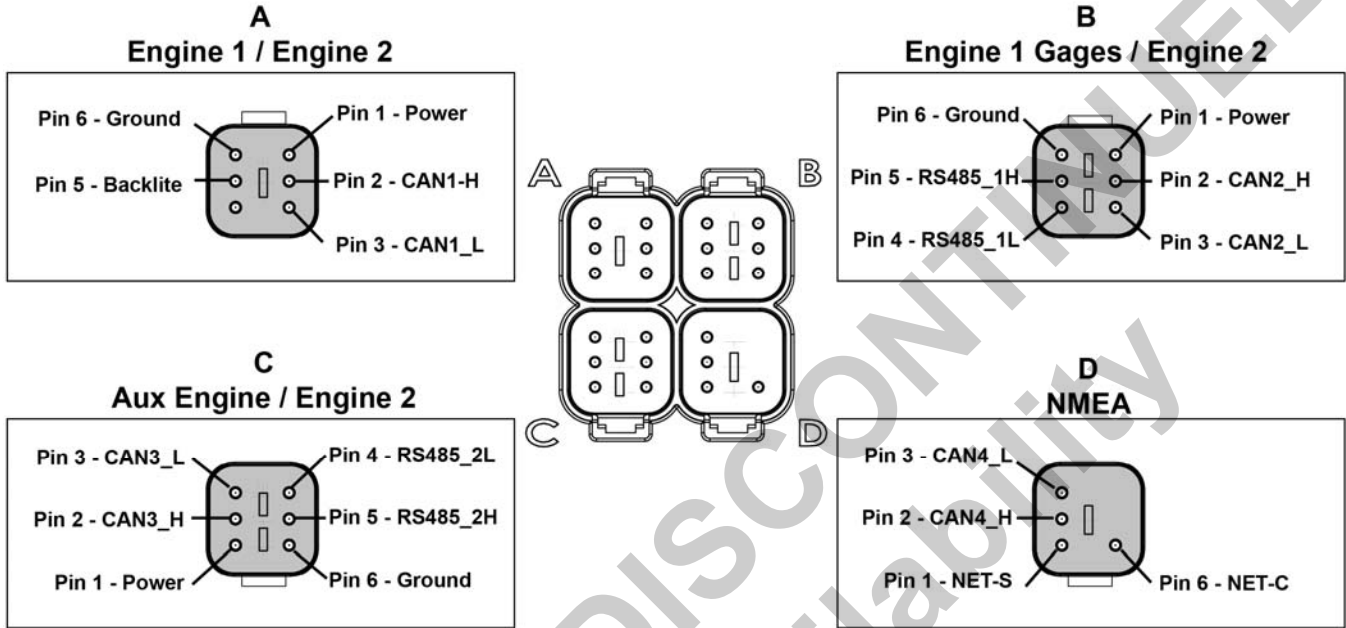 A
Engine 1 / Engine 2
Pin 6 - Ground
Pin 1 - Power
Pin 5 - Backlite
Pin 2 - CAN1-H
Pin 3 - CAN1_L
B
Engine 1 Gages / Engine 2
Pin 6 - Ground
Pin 1 - Power
Pin 5 - RS485_1H
Pin 2 - CAN2_H
Pin 4 - RS485_1L
Pin 3 - CAN2_L
A
B
C
D
C
Aux Engine / Engine 2
Pin 3 - CAN3_L
Pin 4 - RS485_2L
Pin 2 - CAN3_H
Pin 5 - RS485_2H
Pin 1 - Power
Pin 6 - Ground
D
NMEA
Pin 3 - CAN4_L
Pin 2 - CAN4_H
Pin 1 - NET-S
Pin 6 - NET-C
DISCONTINUED